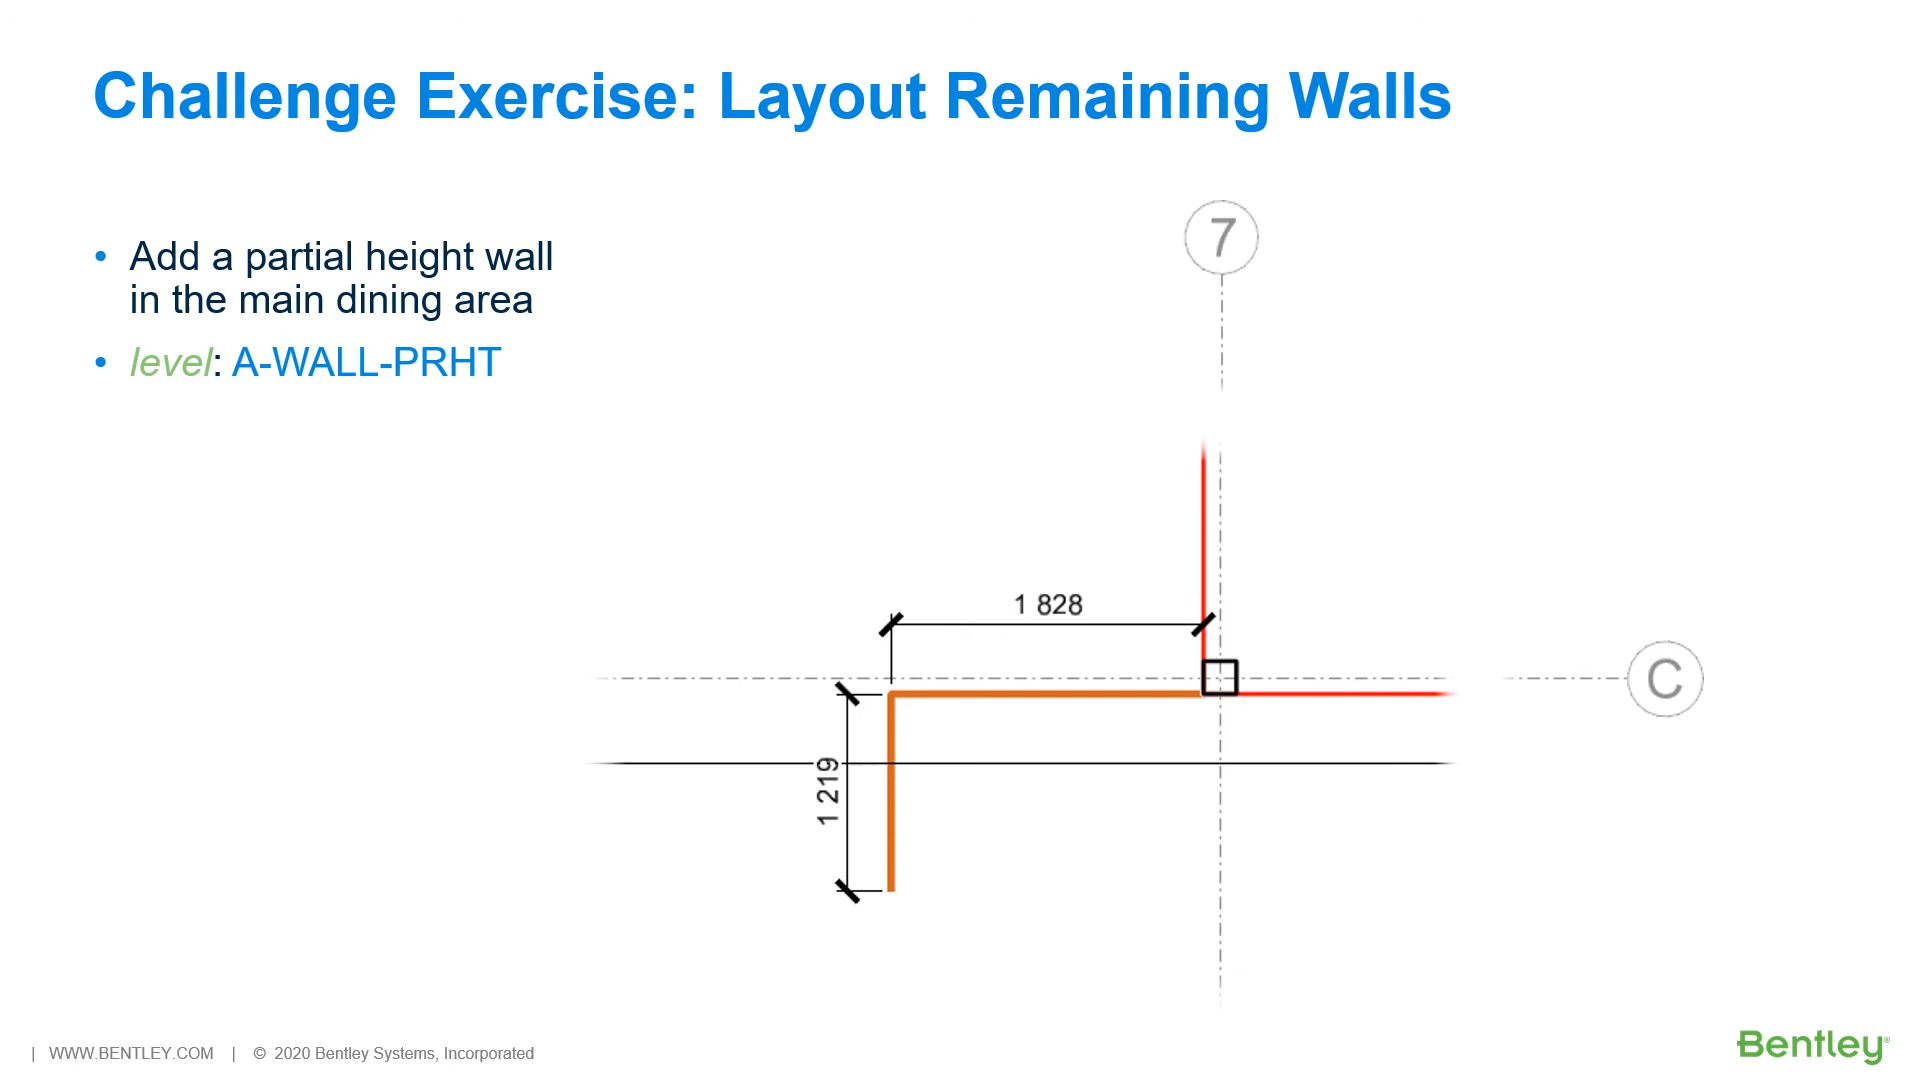 Challenge Exercise: Layout Remaining Walls
• Add a partial height wall
in the main dining area
• level: A-WALL-PRHT
7
1 828
C
1 219
| WWW.BENTLEY.COM | © 2020 Bentley Systems, Incorporated
Bentley®